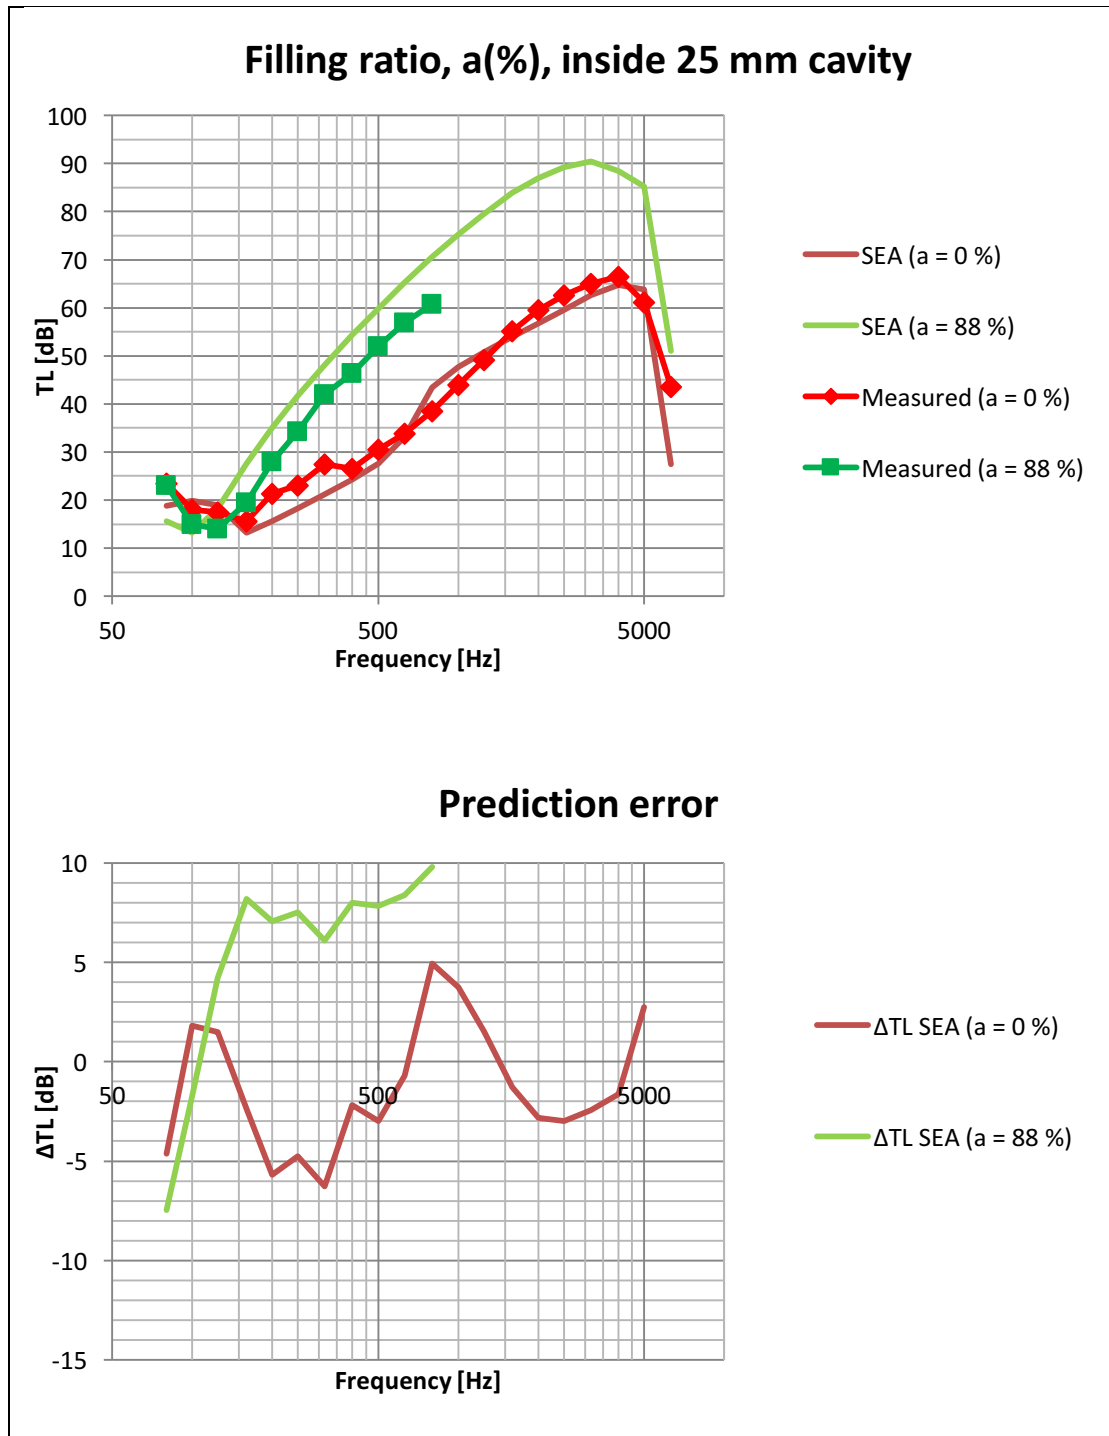 Filling ratio, a(%), inside 25 mm cavity
100
90
80
70
60
50
40
30
20
10
0
TL [dB]
50
500
5000
Frequency [Hz]
SEA (a = 0 %)
SEA (a = 88 %)
Measured (a = 0 %)
Measured (a = 88 %)
Prediction error
10
5
0
-5
-10
-15
ΔTL [dB]
50
500
5000
Frequency [Hz]
ΔTL SEA (a = 0 %)
ΔTL SEA (a = 88 %)